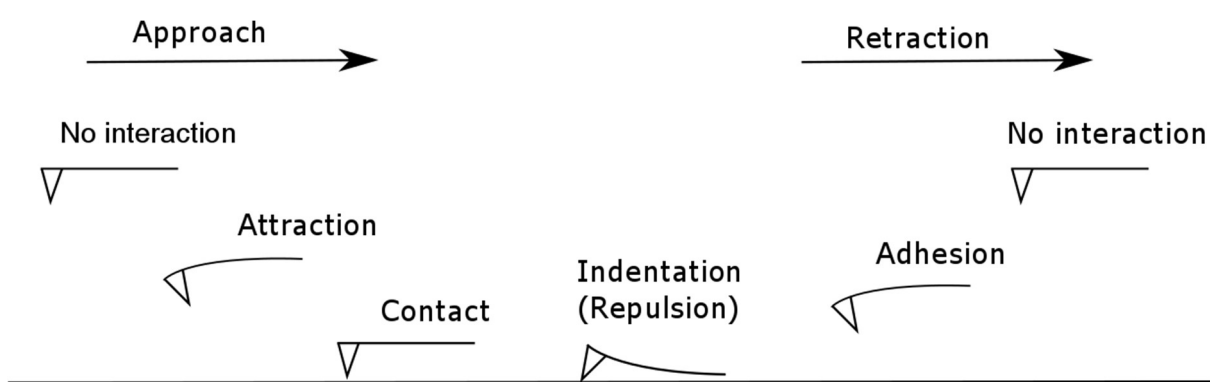 Approach
Retraction
No interaction
No interaction
Attraction
Adhesion
Indentation
(Repulsion)
Contact